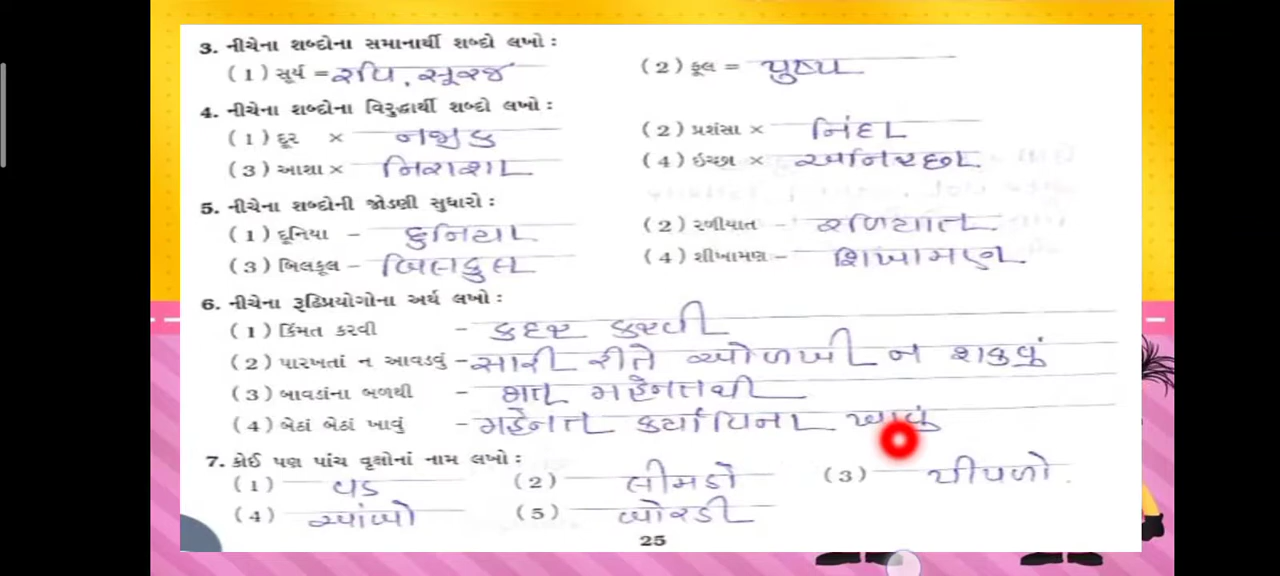 3. નીચેના શબ્દોના સમાનાર્થી શબ્દો લખો :
(1) સૂર્ય = રવિ, સૂરજ (2) ફૂલ = પુષ્પ
4. નીચેના શબ્દોના વિરુદ્ધાર્થી શબ્દો લખો :
(1) દૂર × નજીક (2) પ્રશંસા × નિંદા
(3) આશા × નિરાશા (4) ઇચ્છા × અનિચ્છા
5. નીચેના શબ્દોની જોડણી સુધારો :
(1) દૂનિયા - દુનિયા (2) રળીયાત - રળિયાત
(3) બિલકૂલ - બિલકુલ (4) શીખામણ - શિખામણ
6. નીચેના રૂઢિપ્રયોગોના અર્થ લખો :
(1) કિંમત કરવી - કદર કરવી
(2) પારખતાં ન આવડવું - સારી રીતે ઓળખી ન શકવું
(3) બાવડાંના બળથી - જાત મહેનતથી
(4) બેઠાં બેઠાં ખાવું - મહેનત કર્યા વિના ખાવું
7. કોઈ પણ પાંચ વૃક્ષોનાં નામ લખો :
(1) વડ (2) લીમડો (3) પીપળો.
(4) આંબો (5) બોરડી
25